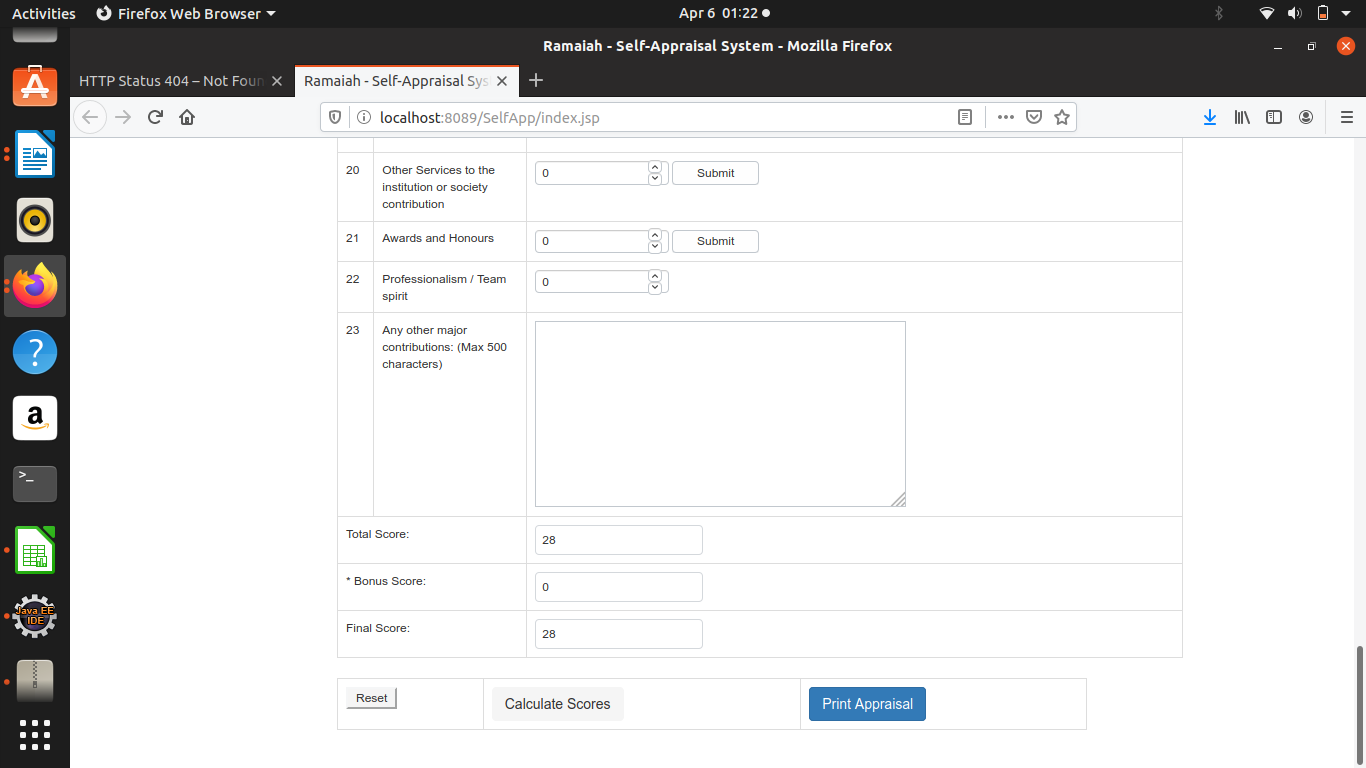 Activities Firefox Web Browser Apr 6 01:22
Ramaiah - Self-Appraisal System - Mozilla Firefox
HTTP Status 404 – Not Foun Ramaiah - Self-Appraisal Sys
localhost:8089/SelfApp/index.jsp
20 Other Services to the 0 Submit
institution or society
contribution
21 Awards and Honours 0 Submit
22 Professionalism / Team 0
spirit
23 Any other major
contributions: (Max 500
characters)
Total Score: 28
* Bonus Score: 0
Final Score: 28
Reset Calculate Scores Print Appraisal
?
a
>_
Java EE
IDE